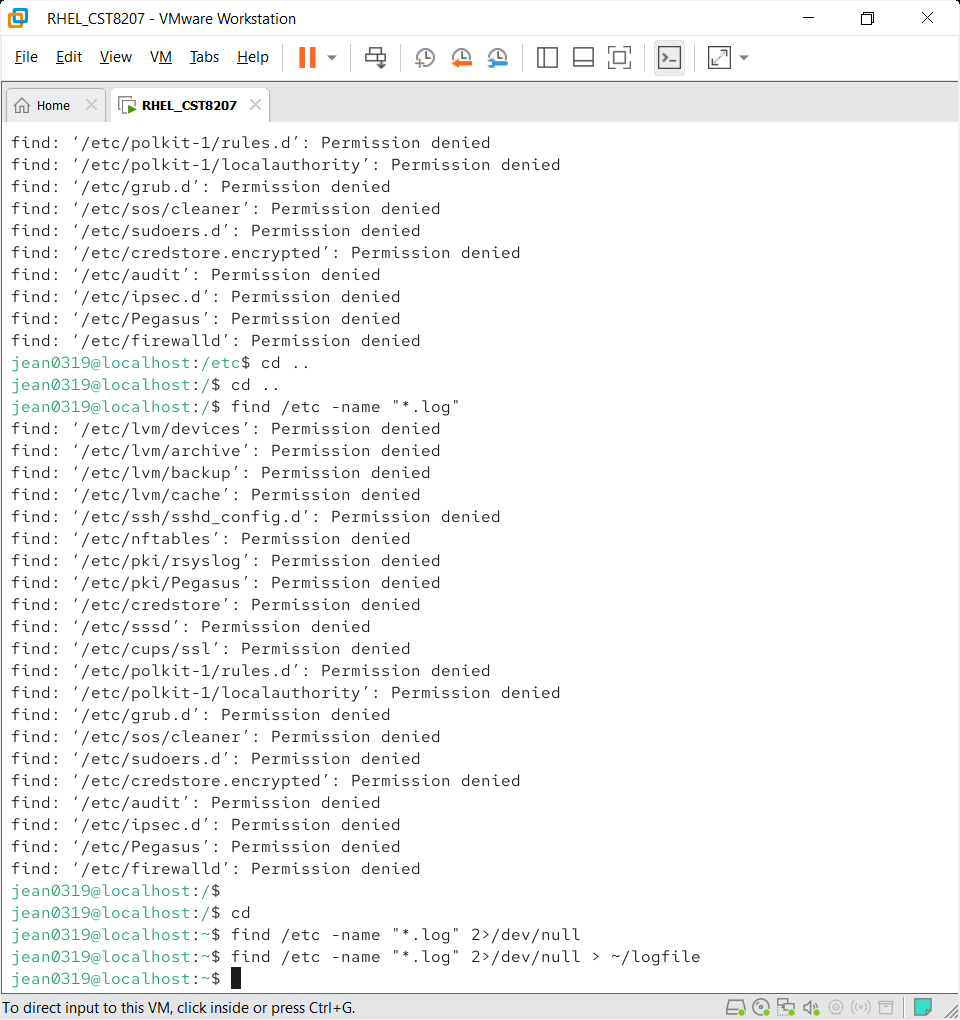 RHEL_CST8207 - VMware Workstation
File Edit View VM Tabs Help
Home RHEL_CST8207
find: ‘/etc/polkit-1/rules.d’: Permission denied
find: ‘/etc/polkit-1/localauthority’: Permission denied
find: ‘/etc/grub.d’: Permission denied
find: ‘/etc/sos/cleaner’: Permission denied
find: ‘/etc/sudoers.d’: Permission denied
find: ‘/etc/credstore.encrypted’: Permission denied
find: ‘/etc/audit’: Permission denied
find: ‘/etc/ipsec.d’: Permission denied
find: ‘/etc/Pegasus’: Permission denied
find: ‘/etc/firewalld’: Permission denied
jean0319@localhost:/etc$ cd ..
jean0319@localhost:/$ cd ..
jean0319@localhost:/$ find /etc -name "*.log"
find: ‘/etc/lvm/devices’: Permission denied
find: ‘/etc/lvm/archive’: Permission denied
find: ‘/etc/lvm/backup’: Permission denied
find: ‘/etc/lvm/cache’: Permission denied
find: ‘/etc/ssh/sshd_config.d’: Permission denied
find: ‘/etc/nftables’: Permission denied
find: ‘/etc/pki/rsyslog’: Permission denied
find: ‘/etc/pki/Pegasus’: Permission denied
find: ‘/etc/credstore’: Permission denied
find: ‘/etc/sssd’: Permission denied
find: ‘/etc/cups/ssl’: Permission denied
find: ‘/etc/polkit-1/rules.d’: Permission denied
find: ‘/etc/polkit-1/localauthority’: Permission denied
find: ‘/etc/grub.d’: Permission denied
find: ‘/etc/sos/cleaner’: Permission denied
find: ‘/etc/sudoers.d’: Permission denied
find: ‘/etc/credstore.encrypted’: Permission denied
find: ‘/etc/audit’: Permission denied
find: ‘/etc/ipsec.d’: Permission denied
find: ‘/etc/Pegasus’: Permission denied
find: ‘/etc/firewalld’: Permission denied
jean0319@localhost:/$
jean0319@localhost:/$ cd
jean0319@localhost:~$ find /etc -name "*.log" 2>/dev/null
jean0319@localhost:~$ find /etc -name "*.log" 2>/dev/null > ~/logfile
jean0319@localhost:~$
To direct input to this VM, click inside or press Ctrl+G.